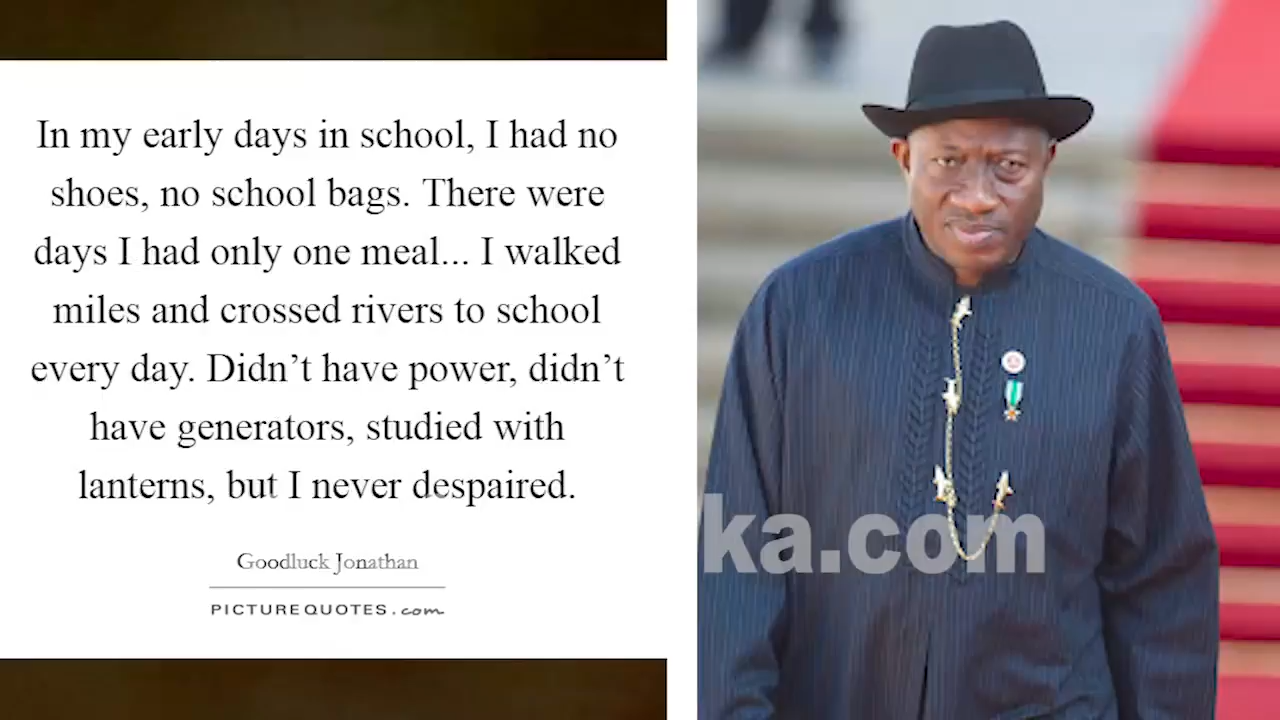 In my early days in school, I had no
shoes, no school bags. There were
days I had only one meal... I walked
miles and crossed rivers to school
every day. Didn’t have power, didn’t
have generators, studied with
lanterns, but I never despaired.
Goodluck Jonathan
PICTUREQUOTES.com
ka.com